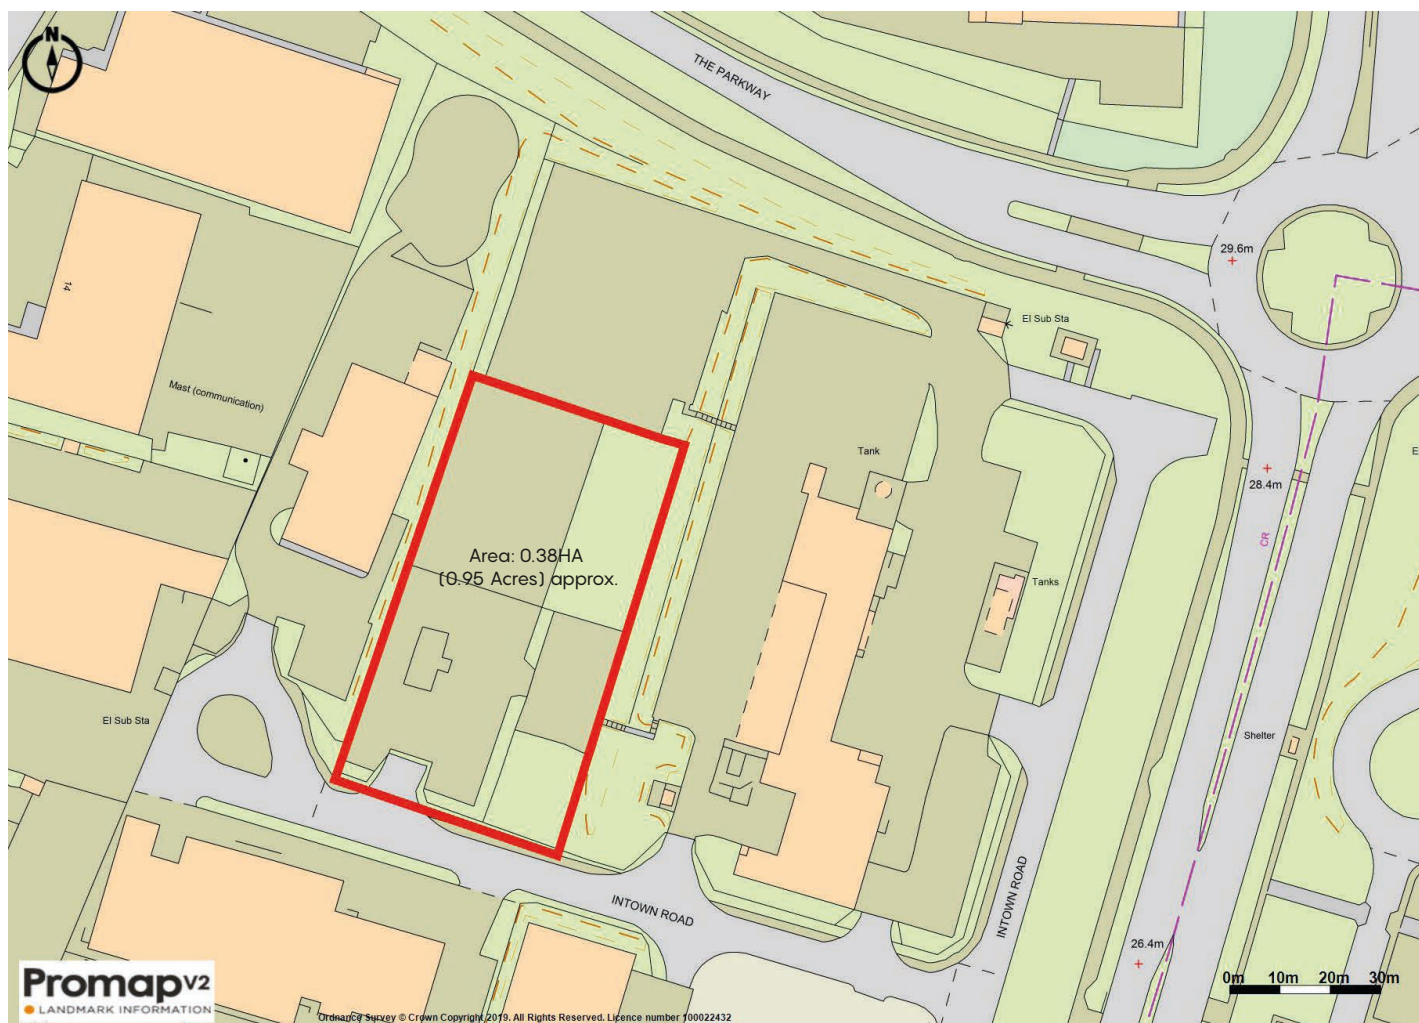 N
THE PARKWAY
29.6m
El Sub Sta
14
Mast (communication)
Tank
28.4m
E
CR
Area: 0.38HA
(0.95 Acres) approx.
Tanks
El Sub Sta
Shelter
INTOWN ROAD
INTOWN ROAD
26.4m
0m 10m 20m 30m
Promap V2
LANDMARK INFORMATION
Ordnance Survey © Crown Copyright 2019. All Rights Reserved. Licence number 100022432